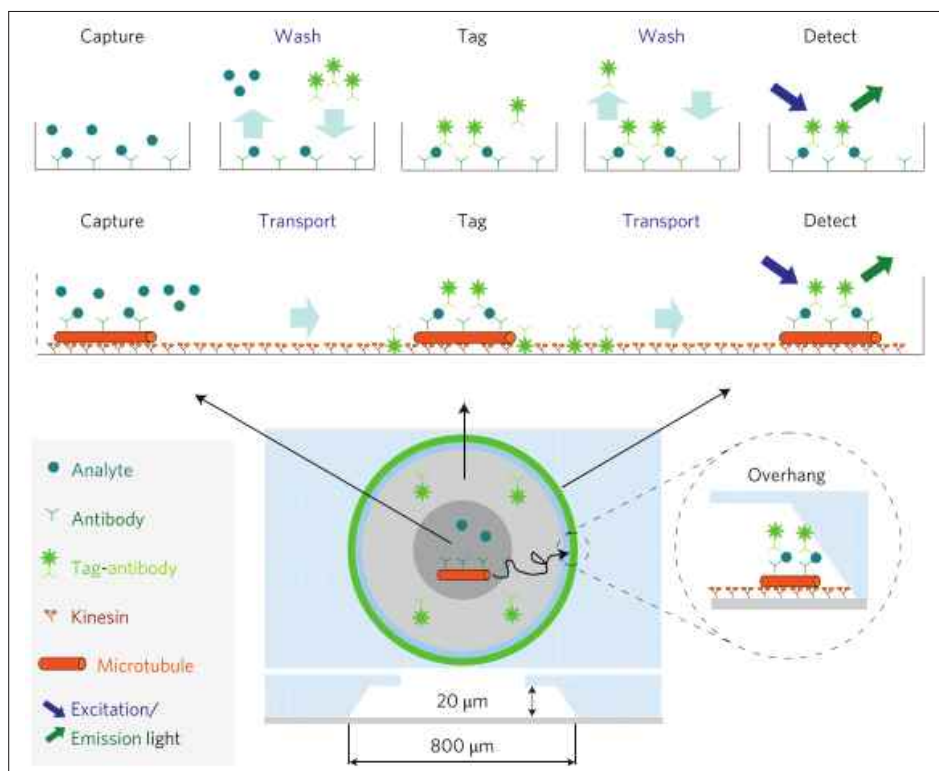 Capture Wash Tag Wash Detect
Capture Transport Tag Transport Detect
Analyte
Antibody
Tag-antibody
Kinesin
Microtubule
Excitation/
Emission light
Overhang
20 µm
800 µm